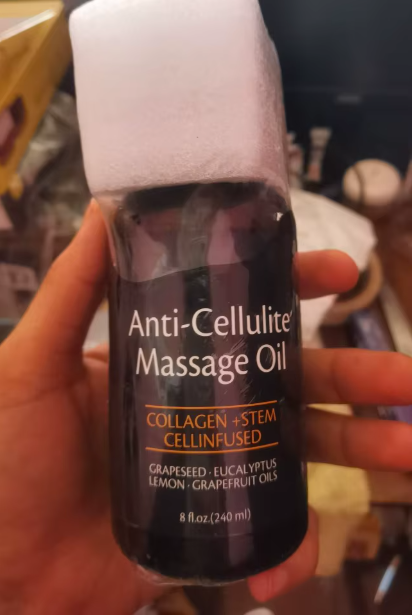 Anti-Cellulite
Massage Oil
COLLAGEN +STEM
CELLINFUSED
GRAPESEED · EUCALYPTUS
LEMON · GRAPEFRUIT OILS
8 fl.oz.(240 ml)